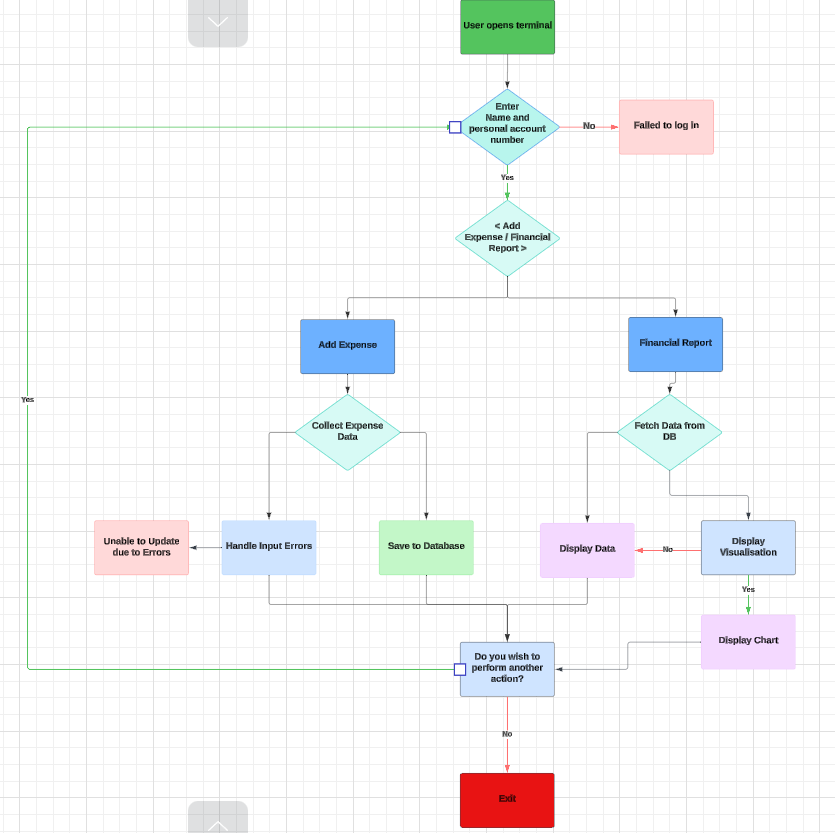 User opens terminal
Enter
Name and
personal account
number
No
Failed to log in
Yes
< Add
Expense / Financial
Report >
Add Expense
Financial Report
Yes
Collect Expense
Data
Fetch Data from
DB
Unable to Update
due to Errors
Handle Input Errors
Save to Database
Display Data
No
Display
Visualisation
Yes
Display Chart
Do you wish to
perform another
action?
No
Exit